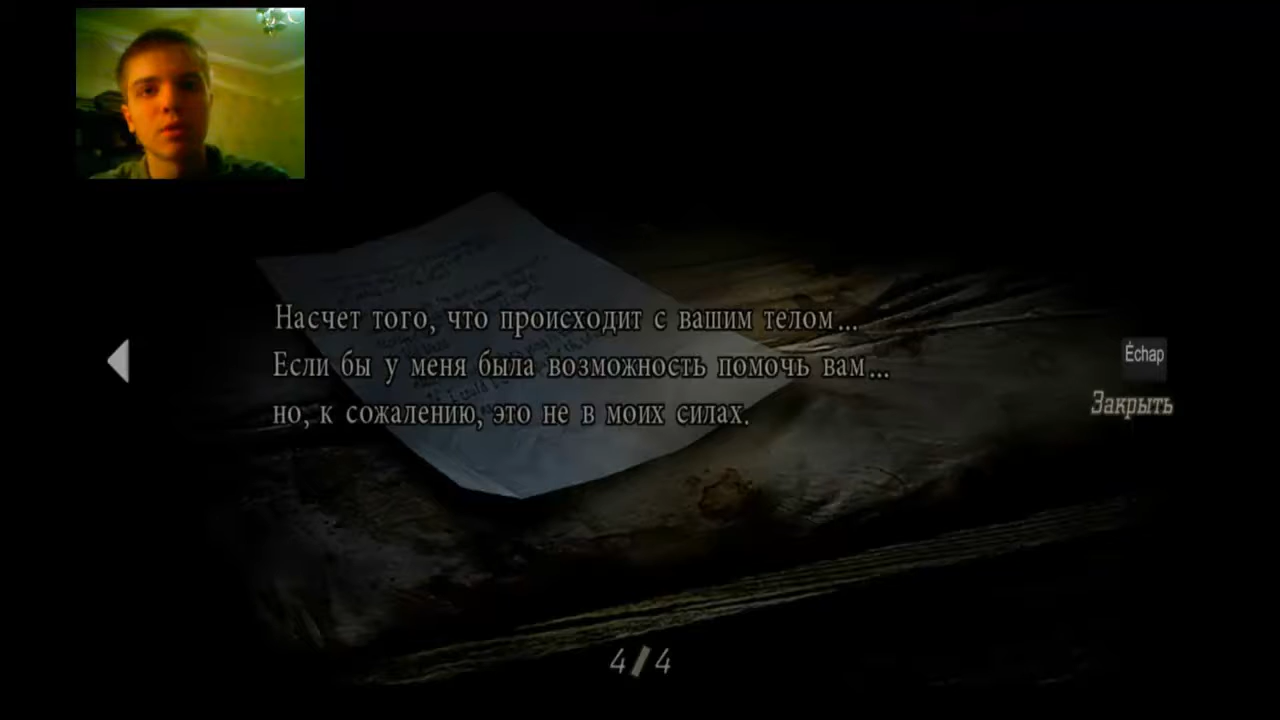 Насчет того, что происходит с вашим телом...
Если бы у меня была возможность помочь вам...
но, к сожалению, это не в моих силах.
Échap
Закрыть
4/4